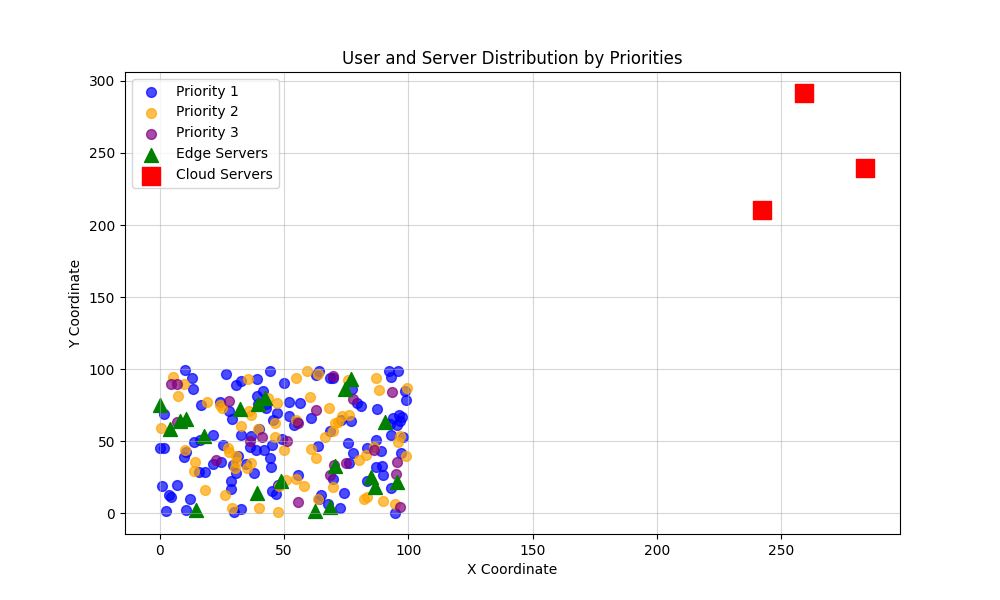 User and Server Distribution by Priorities
Priority 1
Priority 2
Priority 3
Edge Servers
Cloud Servers
300
250
200
150
100
50
0
Y Coordinate
0 50 100 150 200 250
X Coordinate